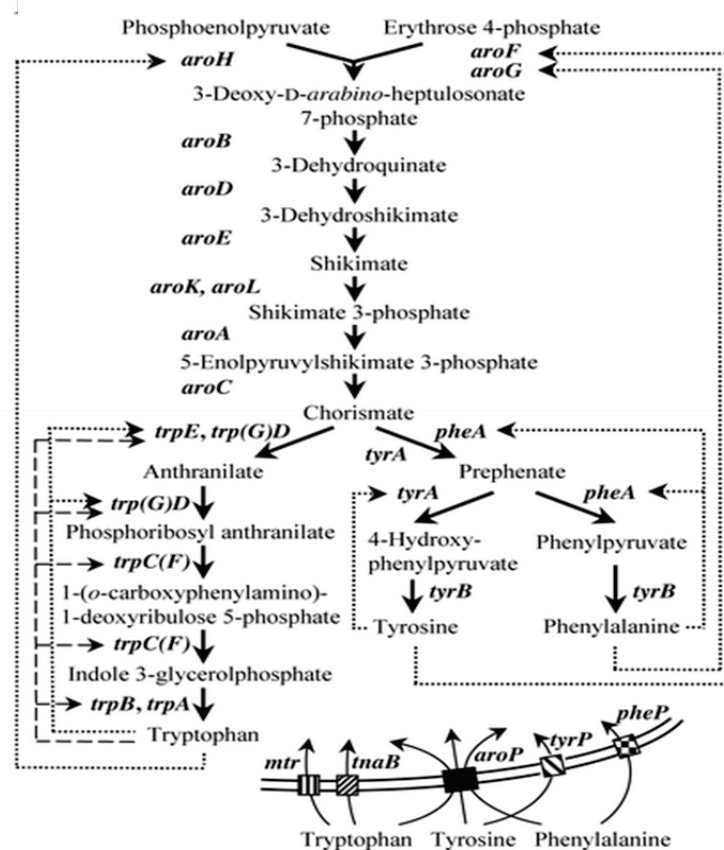 Phosphoenolpyruvate Erythrose 4-phosphate
aroH aroF
aroG
3-Deoxy-D-arabino-heptulosonate
7-phosphate
aroB
3-Dehydroquinate
aroD
3-Dehydroshikimate
aroE
Shikimate
aroK, aroL
Shikimate 3-phosphate
aroA
5-Enolpyruvylshikimate 3-phosphate
aroC
Chorismate
trpE, trp(G)D pheA
tyrA
Anthranilate Prephenate
trp(G)D tyrA pheA
Phosphoribosyl anthranilate
4-Hydroxy-
phenylpyruvate
Phenylpyruvate
trpC(F)
1-(o-carboxyphenylamino)-
1-deoxyribulose 5-phosphate
tyrB tyrB
Tyrosine Phenylalanine
trpC(F)
Indole 3-glycerolphosphate
trpB, trpA
Tryptophan
mtr tnaB aroP tyrP pheP
Tryptophan Tyrosine Phenylalanine